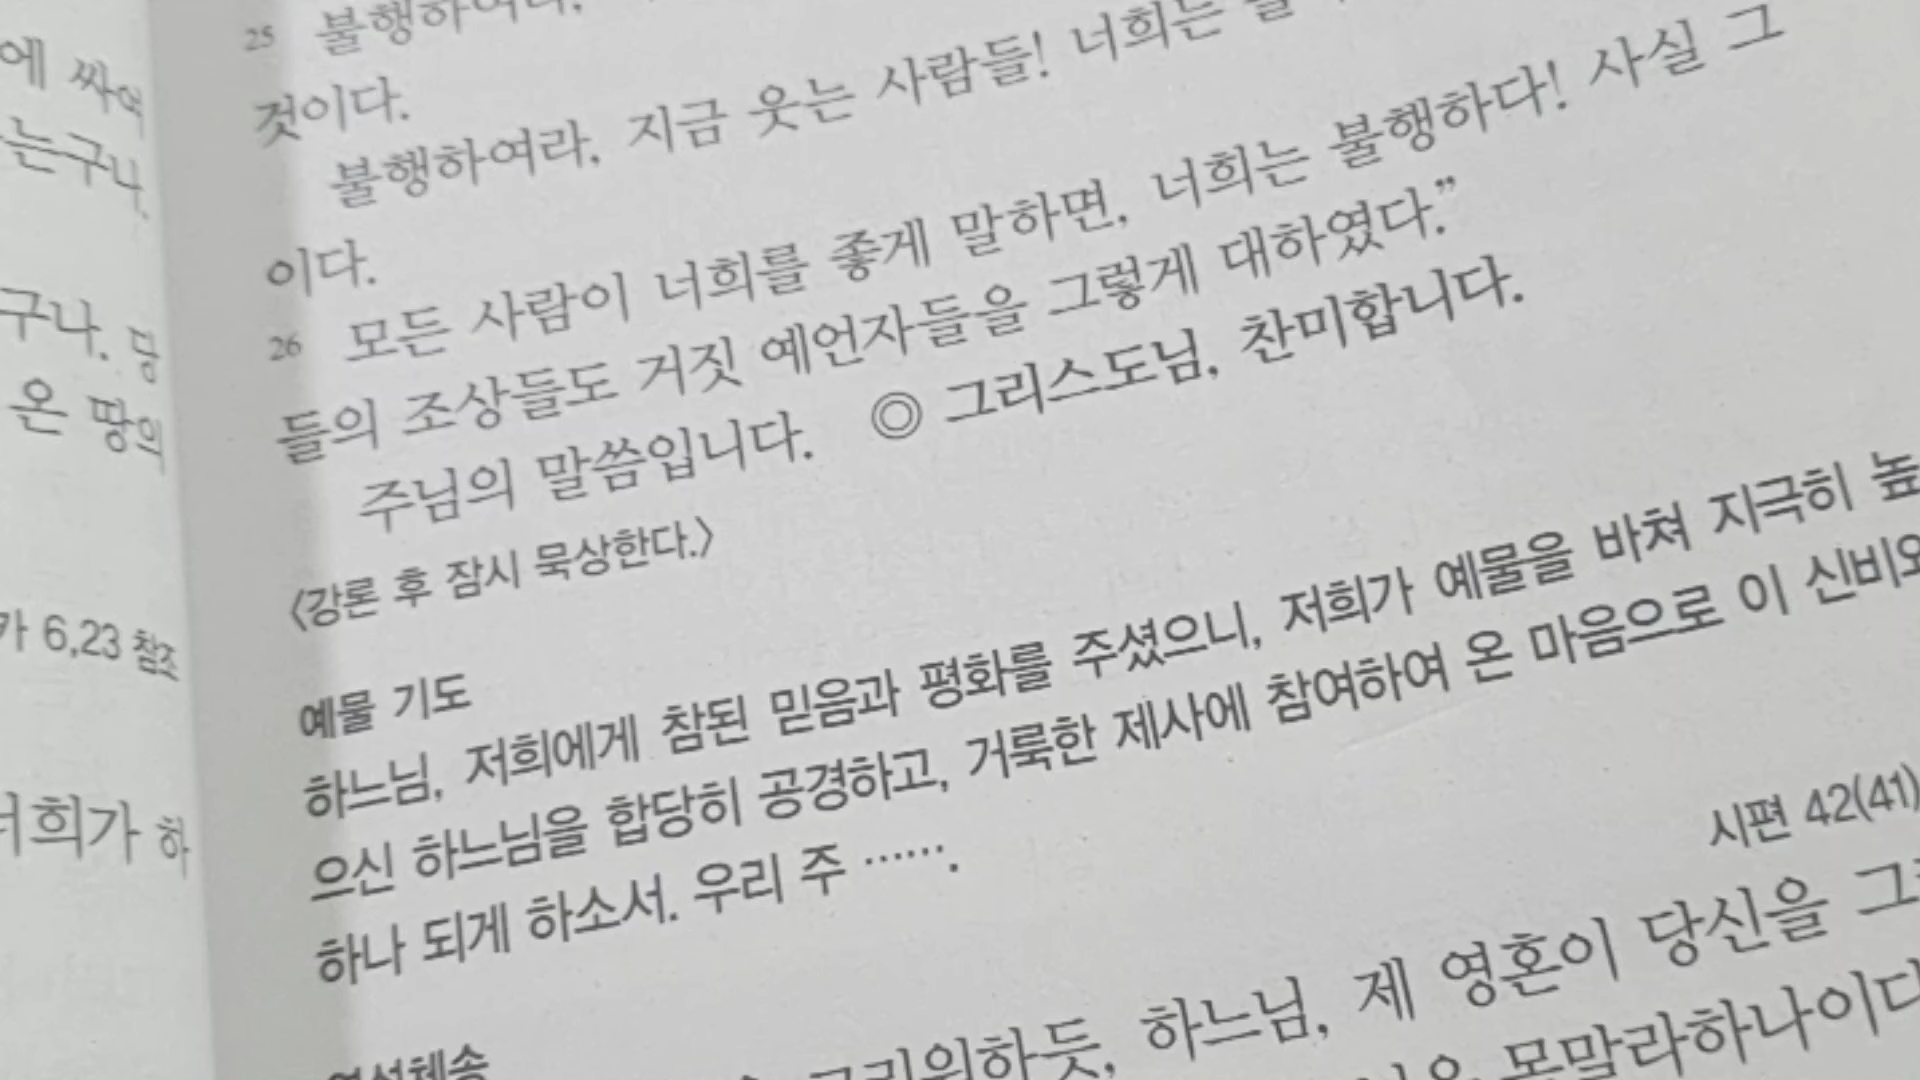 에 싸여
는구나.
구나. 당
온 땅의
가 6,23 참조
너희가 하
25 불행하여라,
것이다.
불행하여라, 지금 웃는 사람들! 너희는
이다.
26 모든 사람이 너희를 좋게 말하면, 너희는 불행하다! 사실 그
들의 조상들도 거짓 예언자들을 그렇게 대하였다.”
주님의 말씀입니다. ◎ 그리스도님, 찬미합니다.
〈강론 후 잠시 묵상한다.〉
예물 기도
하느님, 저희에게 참된 믿음과 평화를 주셨으니, 저희가 예물을 바쳐 지극히 높
으신 하느님을 합당히 공경하고, 거룩한 제사에 참여하여 온 마음으로 이 신비와
하나 되게 하소서. 우리 주 …….
시편 42(41)
영성체송
그리워하듯, 하느님, 제 영혼이 당신을 그
목말라하나이다